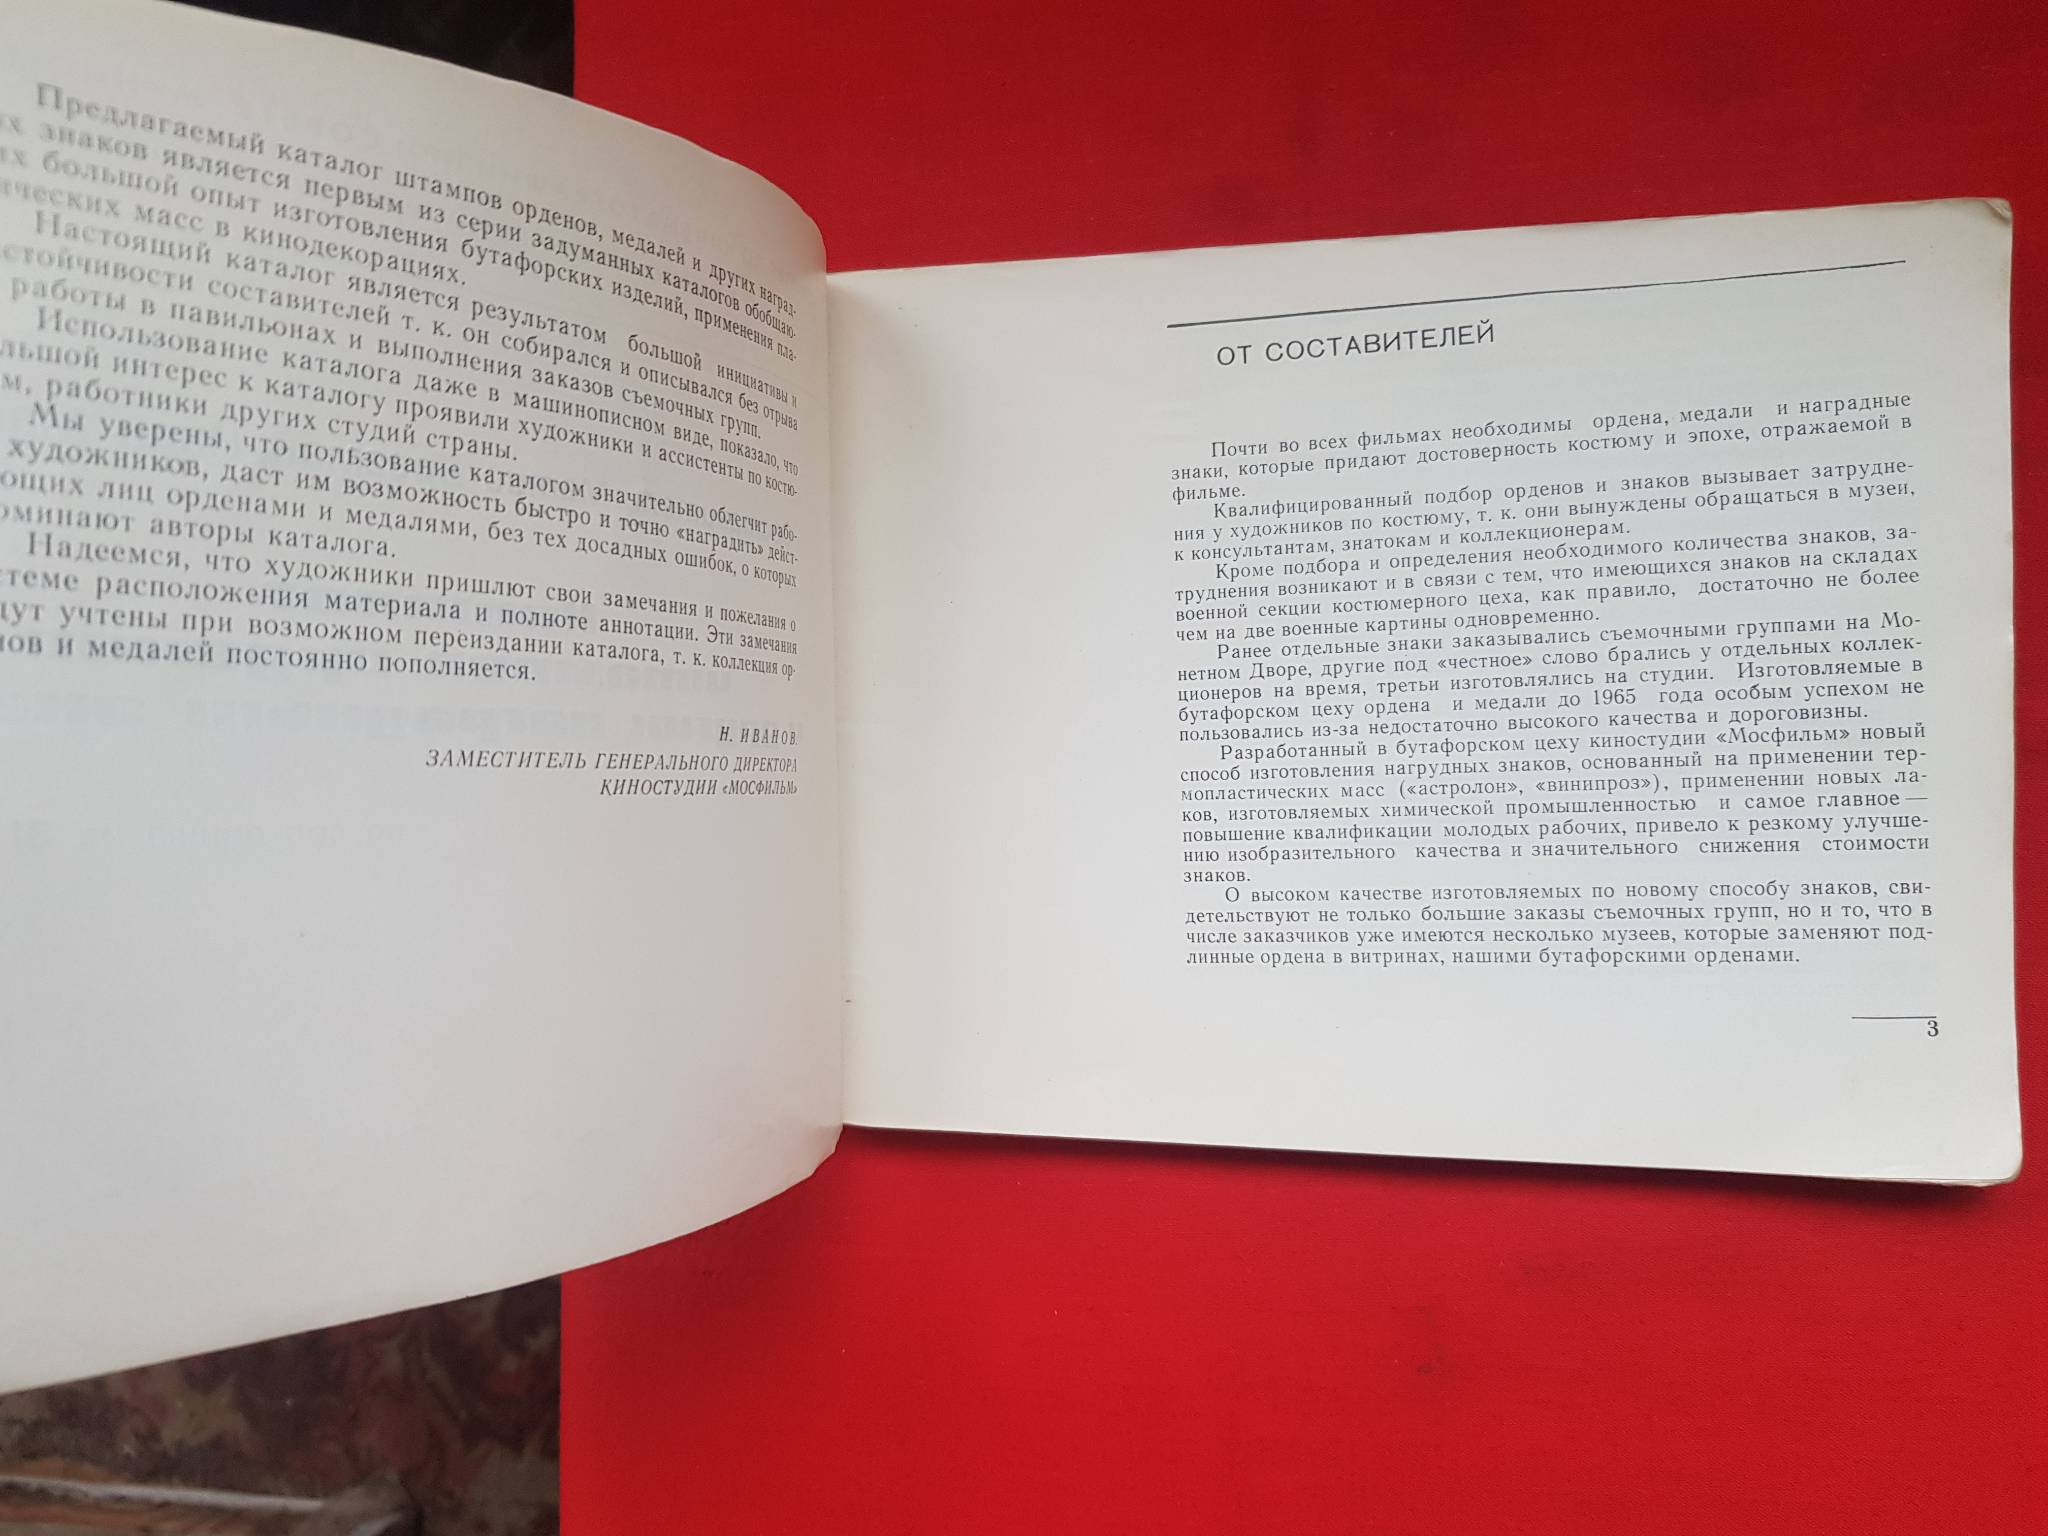 Предлагаемый каталог штампов орденов, медалей и других наград-
знаков является первым из серии задуманных каталогов обобщаю-
большой опыт изготовления бутафорских изделий, применения пла-
масс в кинодекорациях.
Настоящий каталог является результатом большой инициативы и
составителей т. к. он собирался и описывался без отрыва
работы в павильонах и выполнения заказов съемочных групп.
Использование каталога даже в машинописном виде, показало, что
интерес к каталогу проявили художники и ассистенты по костю-
работники других студий страны.
Мы уверены, что пользование каталогом значительно облегчит рабо-
художников, даст им возможность быстро и точно «наградить» дейст-
лиц орденами и медалями, без тех досадных ошибок, о которых
авторы каталога.
Надеемся, что художники пришлют свои замечания и пожелания о
расположения материала и полноте аннотации. Эти замечания
учтены при возможном переиздании каталога, т. к. коллекция ор-
и медалей постоянно пополняется.
Н. ИВАНОВ.
ЗАМЕСТИТЕЛЬ ГЕНЕРАЛЬНОГО ДИРЕКТОРА
КИНОСТУДИИ «МОСФИЛЬМ»
ОТ СОСТАВИТЕЛЕЙ
Почти во всех фильмах необходимы ордена, медали и наградные
знаки, которые придают достоверность костюму и эпохе, отражаемой в
фильме.
Квалифицированный подбор орденов и знаков вызывает затрудне-
ния у художников по костюму, т. к. они вынуждены обращаться в музеи,
к консультантам, знатокам и коллекционерам.
Кроме подбора и определения необходимого количества знаков, за-
труднения возникают и в связи с тем, что имеющихся знаков на складах
военной секции костюмерного цеха, как правило, достаточно не более
чем на две военные картины одновременно.
Ранее отдельные знаки заказывались съемочными группами на Мо-
нетном Дворе, другие под «честное» слово брались у отдельных коллек-
ционеров на время, третьи изготовлялись на студии. Изготовляемые в
бутафорском цеху ордена и медали до 1965 года особым успехом не
пользовались из-за недостаточно высокого качества и дороговизны.
Разработанный в бутафорском цеху киностудии «Мосфильм» новый
способ изготовления нагрудных знаков, основанный на применении тер-
мопластических масс («астролон», «винипроз»), применении новых ла-
ков, изготовляемых химической промышленностью и самое главное —
повышение квалификации молодых рабочих, привело к резкому улучше-
нию изобразительного качества и значительного снижения стоимости
знаков.
О высоком качестве изготовляемых по новому способу знаков, сви-
детельствуют не только большие заказы съемочных групп, но и то, что в
числе заказчиков уже имеются несколько музеев, которые заменяют под-
линные ордена в витринах, нашими бутафорскими орденами.
3